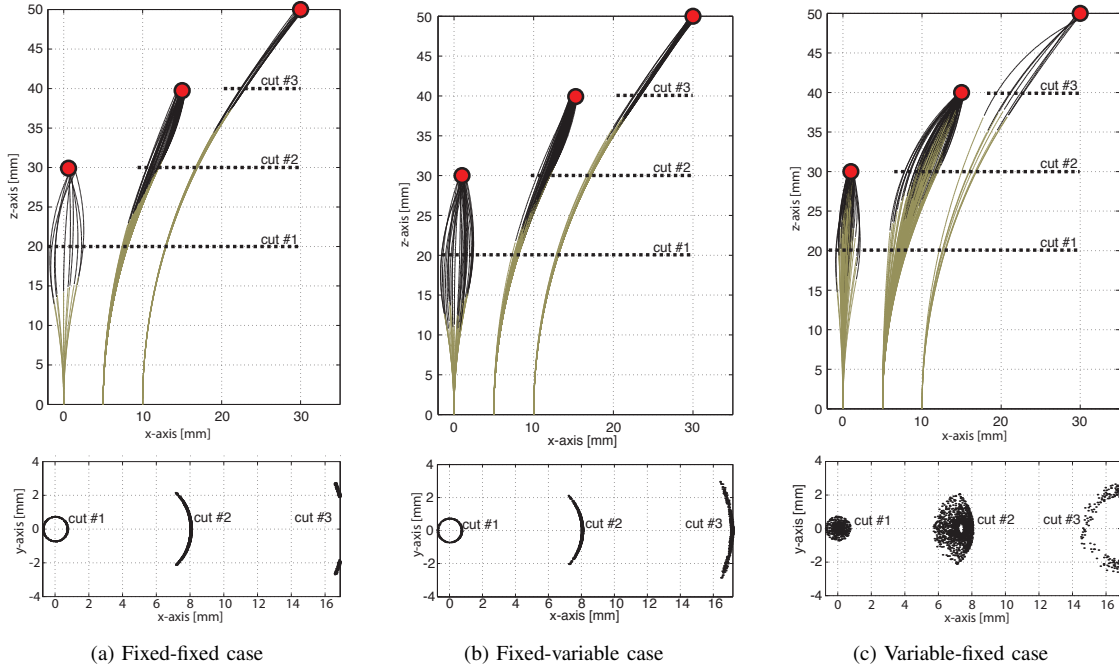 50
45
40
35
30
25
20
15
10
5
0
z-axis [mm]
cut #3
cut #2
cut #1
0
10
20
30
x-axis [mm]
4
2
0
-2
-4
y-axis [mm]
cut #1
cut #2
cut #3
0
2
4
6
8
10
12
14
16
x-axis [mm]
(a) Fixed-fixed case
50
45
40
35
30
25
20
15
10
5
0
z-axis [mm]
cut #3
cut #2
cut #1
0
10
20
30
x-axis [mm]
4
2
0
-2
-4
y-axis [mm]
cut #1
cut #2
cut #3
0
2
4
6
8
10
12
14
16
x-axis [mm]
(b) Fixed-variable case
50
45
40
35
30
25
20
15
10
5
0
z-axis [mm]
cut #3
cut #2
cut #1
0
10
20
30
x-axis [mm]
4
2
0
-2
-4
y-axis [mm]
cut #1
cut #2
cut #3
0
2
4
6
8
10
12
14
16
x-axis [mm]
(c) Variable-fixed case